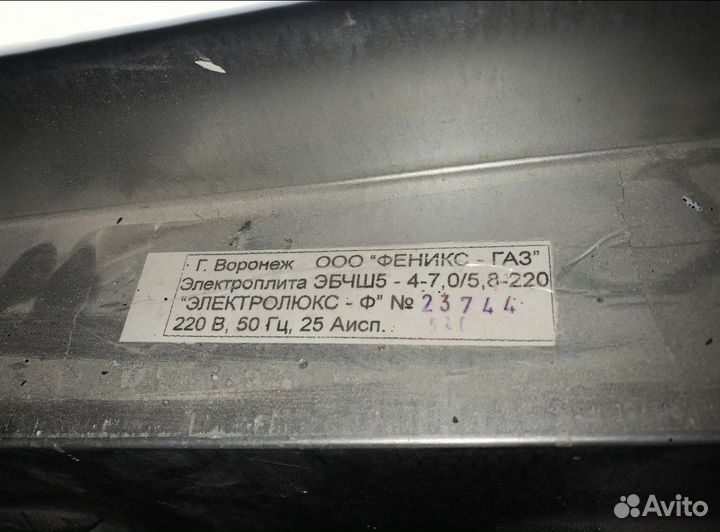 Г. Воронеж ООО "ФЕНИКС - ГАЗ"
Электроплита ЭБЧШ5 - 4-7,0/5,8-220
"ЭЛЕКТРОЛЮКС - Ф" № 23744
220 В, 50 Гц, 25 Аисп.
Avito